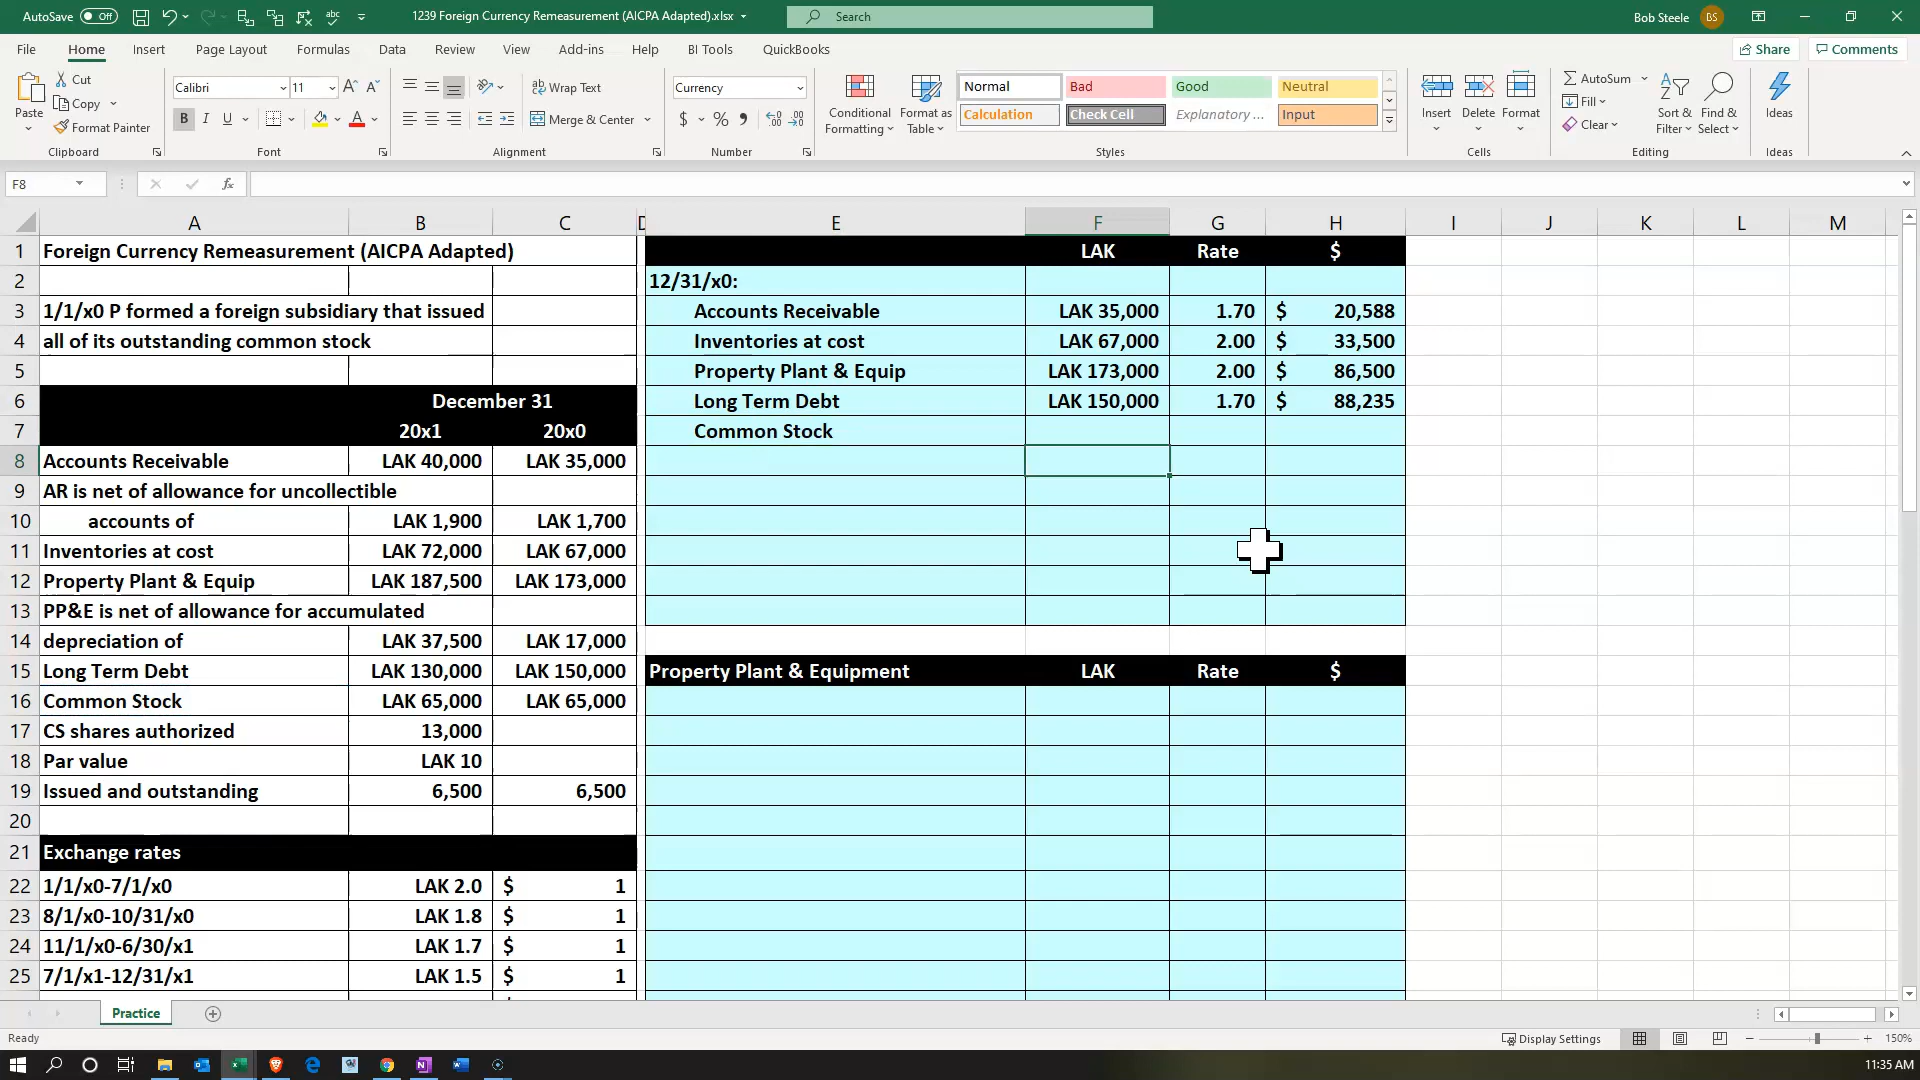 AutoSave Off 1239 Foreign Currency Remeasurement (AICPA Adapted).xlsx Search Bob Steele BS
File Home Insert Page Layout Formulas Data Review View Add-ins Help BI Tools QuickBooks Share Comments
Paste Cut Copy Format Painter Clipboard
Calibri 11 A A B I U A Font
ab Wrap Text Merge & Center Alignment
Currency $ % Number
Conditional Formatting Format as Table Normal Bad Good Neutral Calculation Check Cell Explanatory ... Input Styles
Insert Delete Format Cells
AutoSum Fill Clear Sort & Filter Find & Select Editing
Ideas Ideas
F8 fx
A B C D E F G H I J K L M
1 Foreign Currency Remeasurement (AICPA Adapted) LAK Rate $
2 12/31/x0:
3 1/1/x0 P formed a foreign subsidiary that issued Accounts Receivable LAK 35,000 1.70 $ 20,588
4 all of its outstanding common stock Inventories at cost LAK 67,000 2.00 $ 33,500
5 Property Plant & Equip LAK 173,000 2.00 $ 86,500
6 December 31 Long Term Debt LAK 150,000 1.70 $ 88,235
7 20x1 20x0 Common Stock
8 Accounts Receivable LAK 40,000 LAK 35,000
9 AR is net of allowance for uncollectible
10 accounts of LAK 1,900 LAK 1,700
11 Inventories at cost LAK 72,000 LAK 67,000
12 Property Plant & Equip LAK 187,500 LAK 173,000
13 PP&E is net of allowance for accumulated
14 depreciation of LAK 37,500 LAK 17,000
15 Long Term Debt LAK 130,000 LAK 150,000 Property Plant & Equipment LAK Rate $
16 Common Stock LAK 65,000 LAK 65,000
17 CS shares authorized 13,000
18 Par value LAK 10
19 Issued and outstanding 6,500 6,500
20
21 Exchange rates
22 1/1/x0-7/1/x0 LAK 2.0 $ 1
23 8/1/x0-10/31/x0 LAK 1.8 $ 1
24 11/1/x0-6/30/x1 LAK 1.7 $ 1
25 7/1/x1-12/31/x1 LAK 1.5 $ 1
Practice
Ready Display Settings 150%
11:35 AM